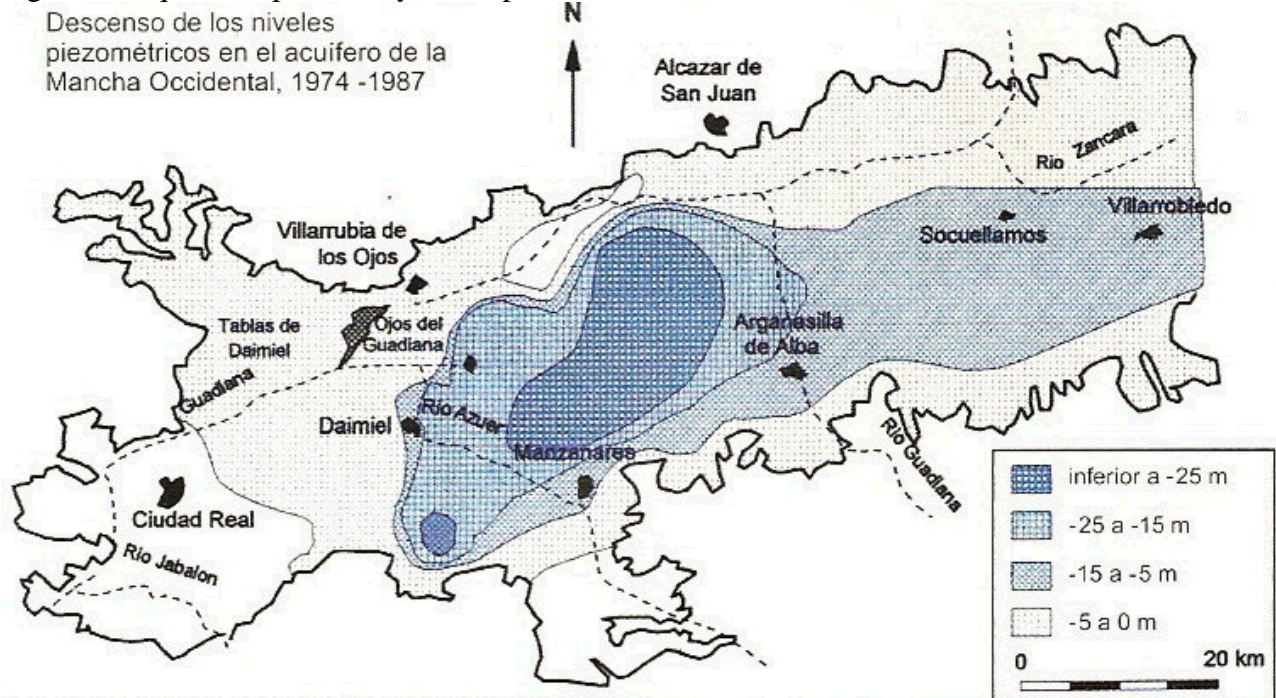 Descenso de los niveles
piezométricos en el acuífero de la
Mancha Occidental, 1974 -1987
N
Alcazar de
San Juan
Rio Zancara
Villarrobledo
Socuellamos
Villarrubia de
los Ojos
Tablas de
Daimiel
Ojos del
Guadiana
Arganasilla
de Alba
Guadiana
Río Azuer
Daimiel
Manzanares
Río Guadiana
Ciudad Real
Río Jabalon
inferior a -25 m
-25 a -15 m
-15 a -5 m
-5 a 0 m
0 20 km